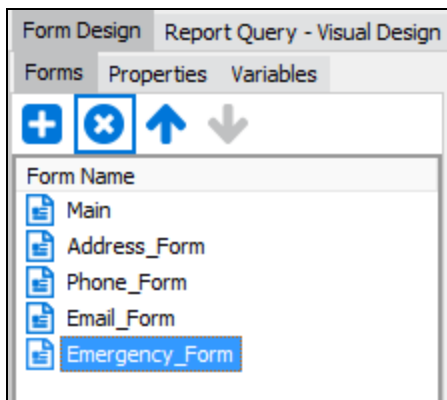 Form Design Report Query - Visual Design
Forms Properties Variables
Form Name
Main
Address_Form
Phone_Form
Email_Form
Emergency_Form